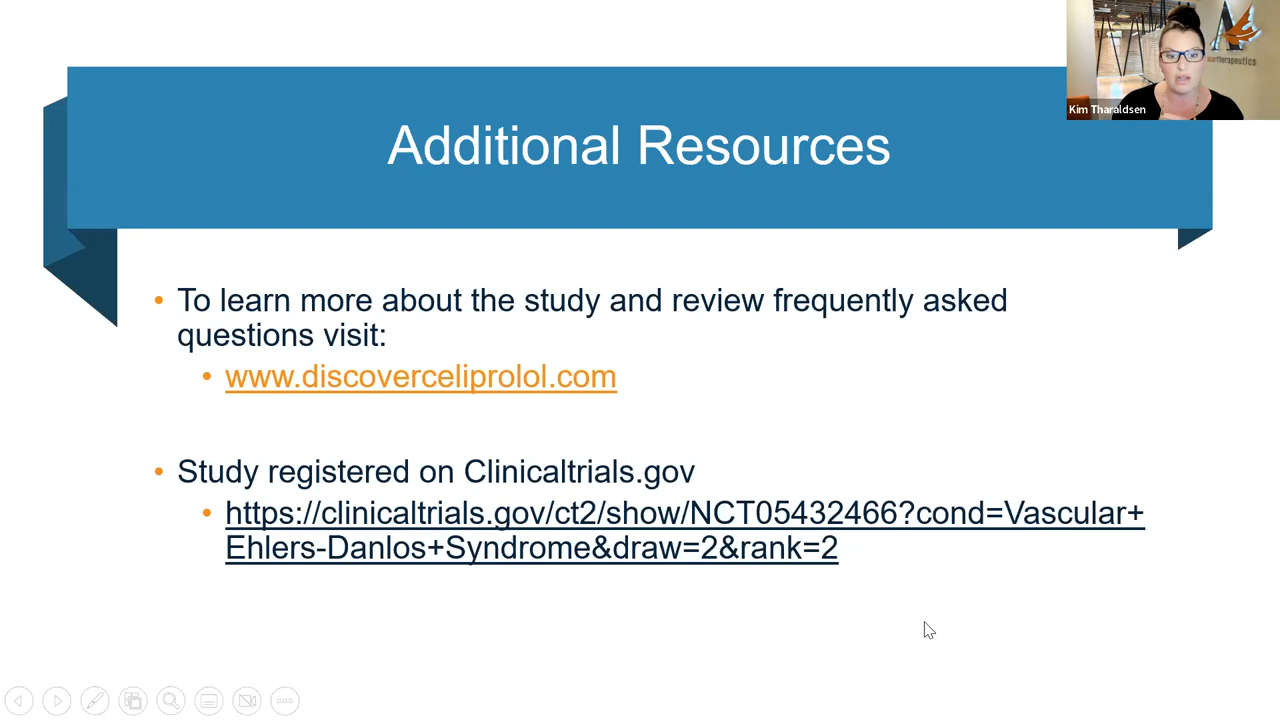 Kim Tharaldsen
Additional Resources
• To learn more about the study and review frequently asked
questions visit:
• www.discoverceliprolol.com
• Study registered on Clinicaltrials.gov
• https://clinicaltrials.gov/ct2/show/NCT05432466?cond=Vascular+
Ehlers-Danlos+Syndrome&draw=2&rank=2